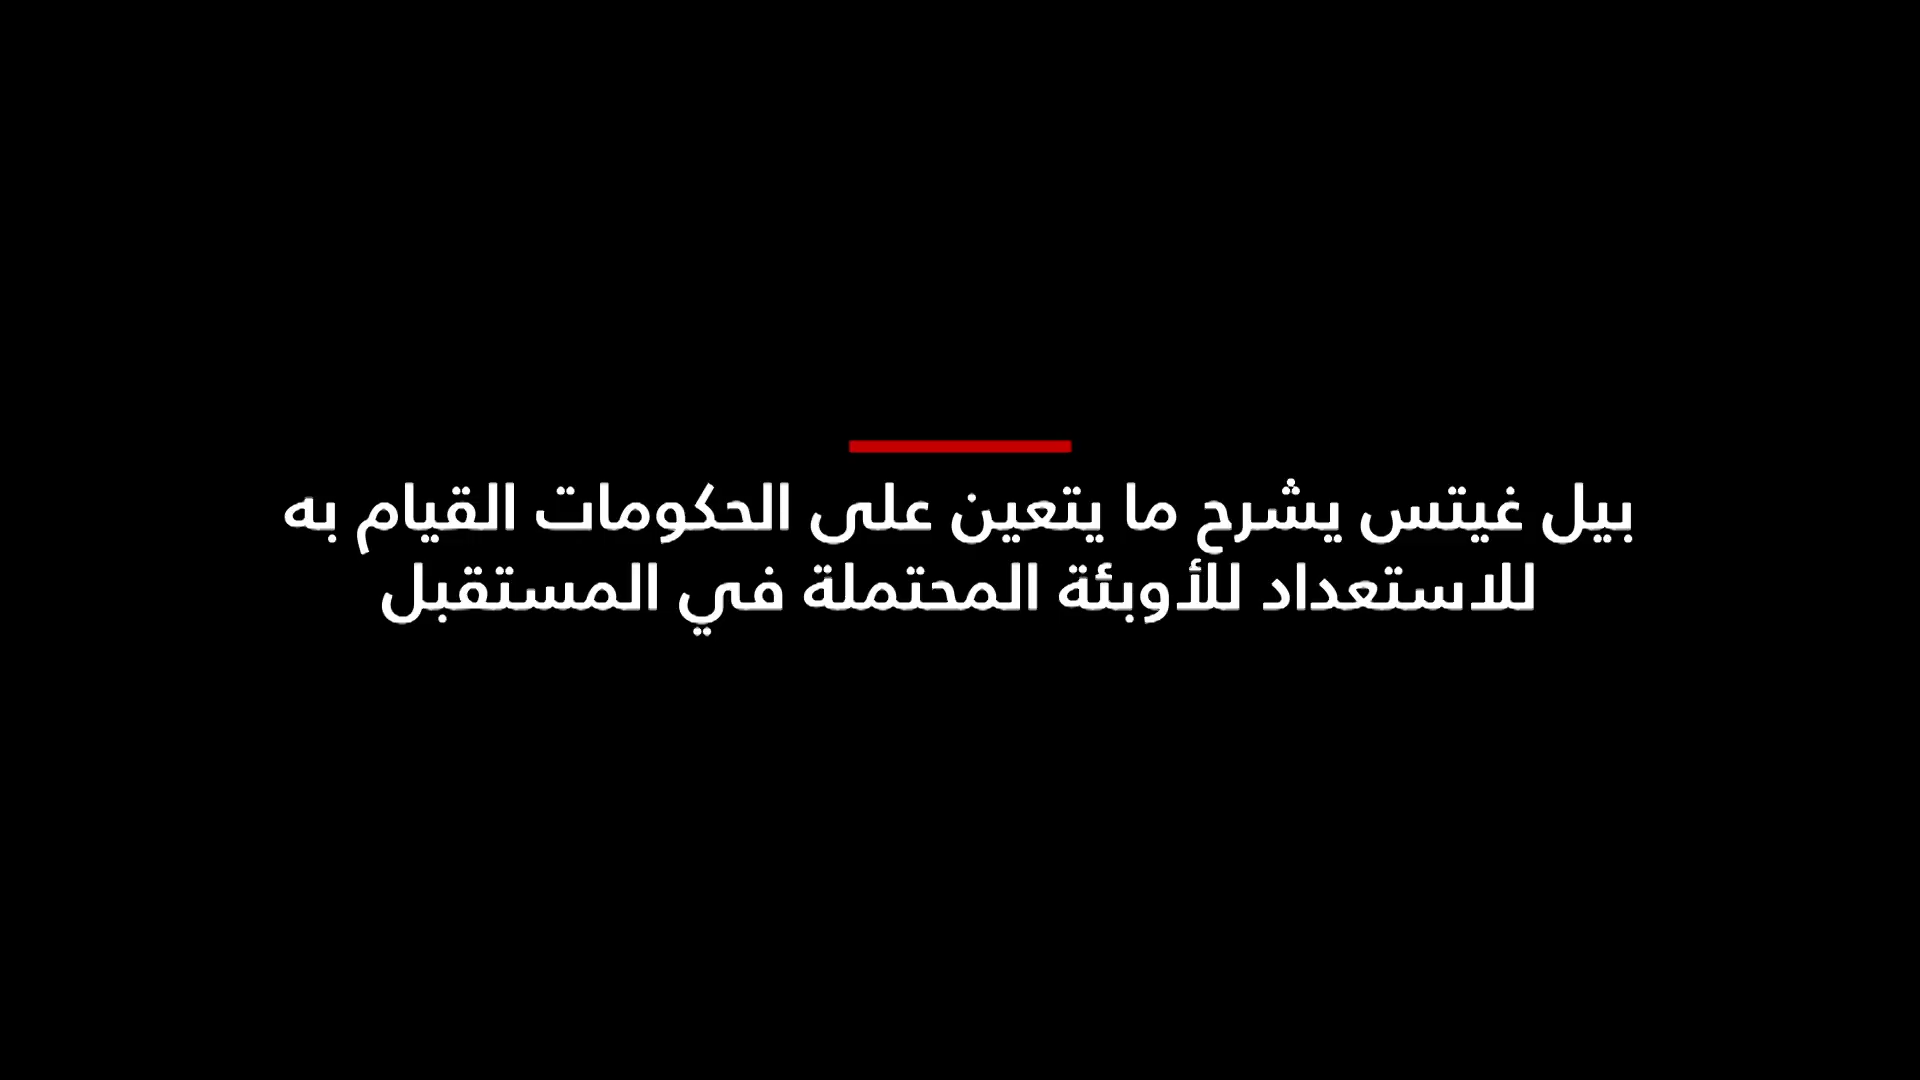 بيل غيتس يشرح ما يتعين على الحكومات القيام به
للاستعداد للأوبئة المحتملة في المستقبل